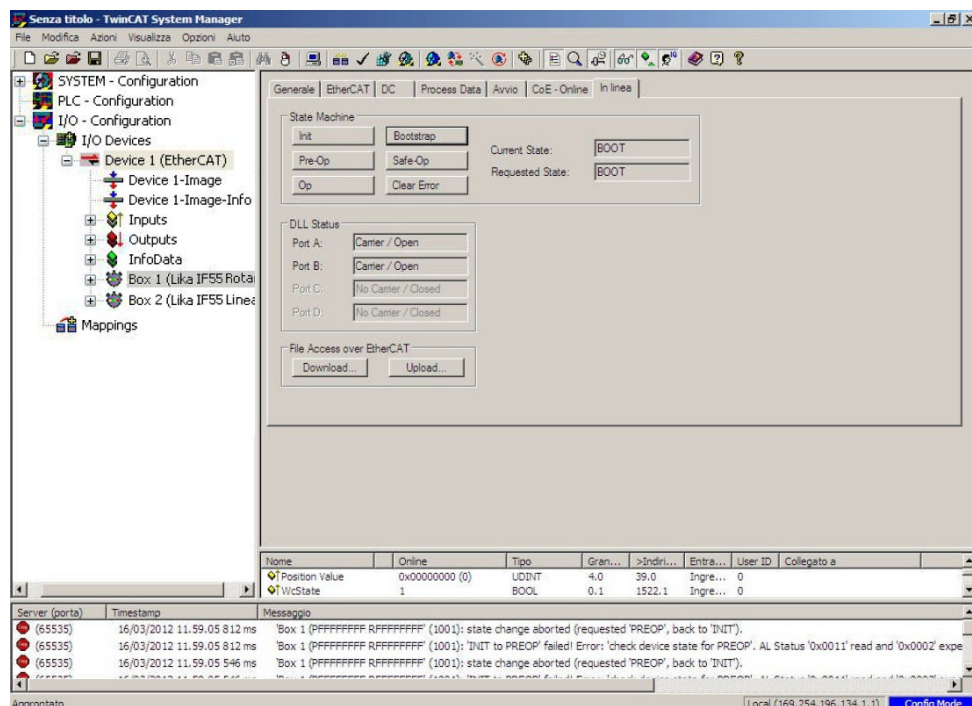 Senza titolo - TwinCAT System Manager
File Modifica Azioni Visualizza Opzioni Aiuto
SYSTEM - Configuration
PLC - Configuration
I/O - Configuration
I/O Devices
Device 1 (EtherCAT)
Device 1-Image
Device 1-Image-Info
Inputs
Outputs
InfoData
Box 1 (Lika IF55 Rota
Box 2 (Lika IF55 Linea
Mappings
Generale EtherCAT DC Process Data Avvio CoE - Online In linea
State Machine
Init Bootstrap
Pre-Op Safe-Op
Op Clear Error
Current State: BOOT
Requested State: BOOT
DLL Status
Port A: Carrier / Open
Port B: Carrier / Open
Port C: No Carrier / Closed
Port D: No Carrier / Closed
File Access over EtherCAT
Download... Upload...
Nome Online Tipo Gran... >Indiri... Entra... User ID Collegato a
Position Value 0x00000000 (0) UDINT 4.0 39.0 Ingre... 0
WcState 1 BOOL 0.1 1522.1 Ingre... 0
Server (porta) Timestamp Messaggio
(65535) 16/03/2012 11.59.05 812 ms 'Box 1 (PFFFFFFFF RFFFFFFFF' (1001): state change aborted (requested 'PREOP', back to 'INIT').
(65535) 16/03/2012 11.59.05 812 ms 'Box 1 (PFFFFFFFF RFFFFFFFF' (1001): 'INIT to PREOP' failed! Error: 'check device state for PREOP'. AL Status '0x0011' read and '0x0002' expe
(65535) 16/03/2012 11.59.05 546 ms 'Box 1 (PFFFFFFFF RFFFFFFFF' (1001): state change aborted (requested 'PREOP', back to 'INIT').
Approntato Local (169.254.196.134.1.1) Config Mode